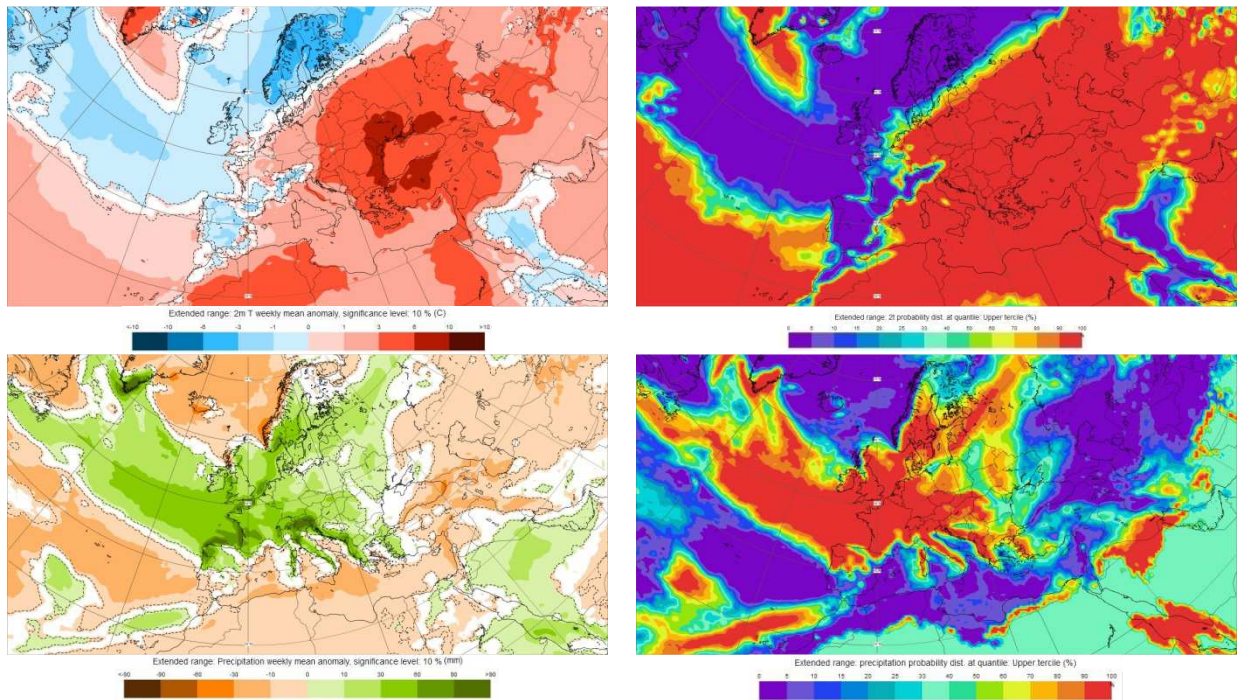 Extended range: 2m T weekly mean anomaly, significance level: 10 % (C)
<-10 -10 -6 -3 -1 0 1 3 6 10 >10
Extended range: 2t probability dist. at quantile: Upper tercile (%)
0 5 10 15 20 25 30 35 40 50 60 70 80 90 100
Extended range: Precipitation weekly mean anomaly, significance level: 10 % (mm)
<-90 -90 -60 -30 -10 0 10 30 60 90 >90
Extended range: precipitation probability dist. at quantile: Upper tercile (%)
0 5 10 15 20 25 30 35 40 50 60 70 80 90 100